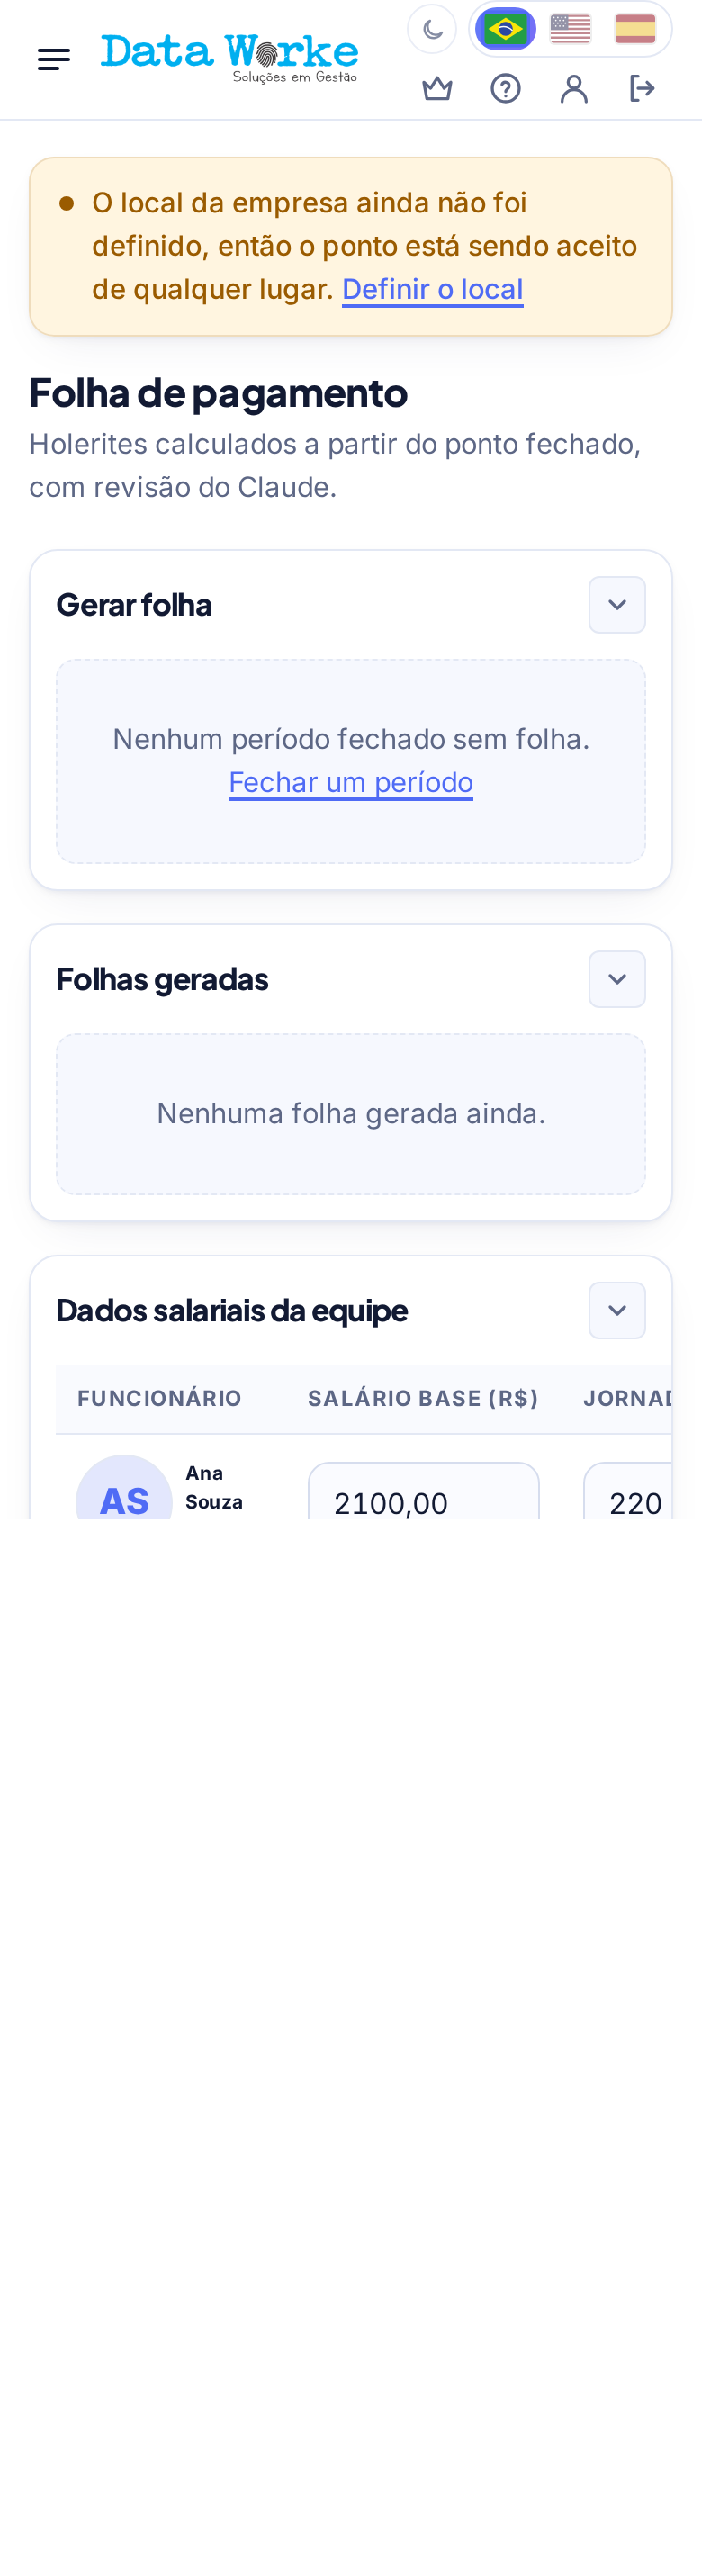 Data Worke
Soluções em Gestão
O local da empresa ainda não foi
definido, então o ponto está sendo aceito
de qualquer lugar. Definir o local
Folha de pagamento
Holerites calculados a partir do ponto fechado,
com revisão do Claude.
Gerar folha
Nenhum período fechado sem folha.
Fechar um período
Folhas geradas
Nenhuma folha gerada ainda.
Dados salariais da equipe
FUNCIONÁRIO SALÁRIO BASE (R$)
AS Ana
Souza
2100,00 220